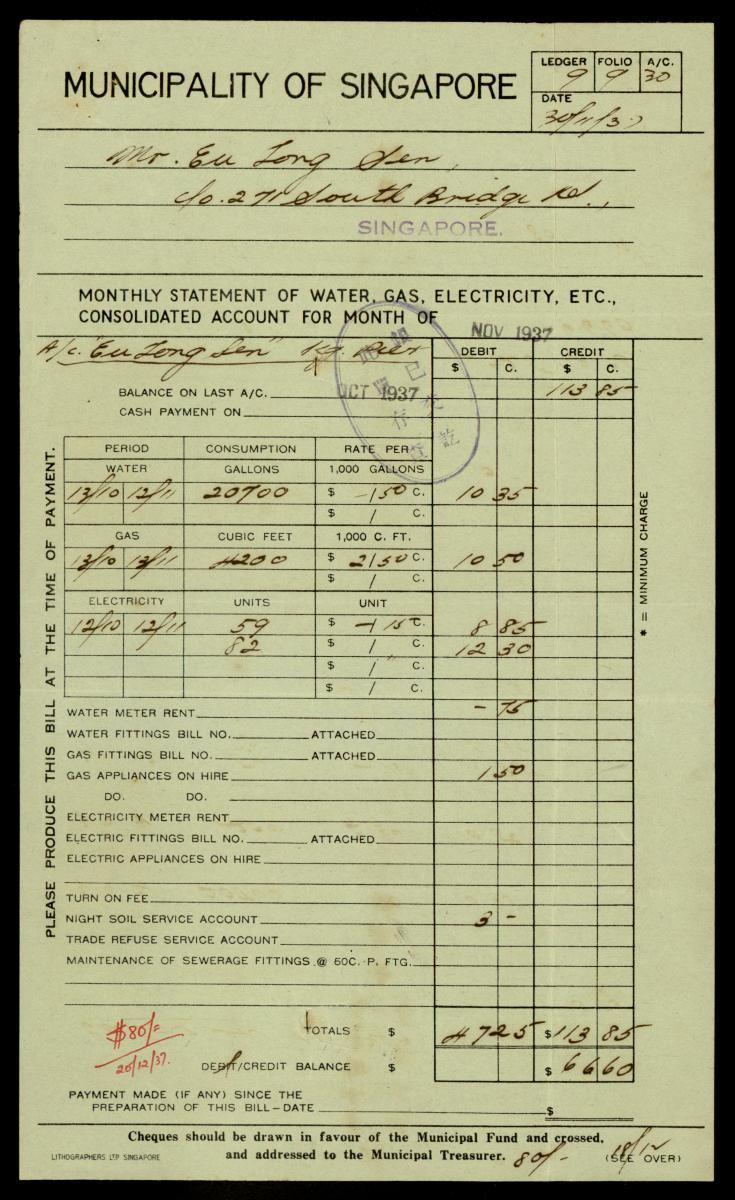 MUNICIPALITY OF SINGAPORE
LEDGER FOLIO A/C.
9 9 30
DATE
30/11/37
Mr. Eu Tong Sen,
c/o. 271 South Bridge Rd.,
SINGAPORE.
MONTHLY STATEMENT OF WATER, GAS, ELECTRICITY, ETC.,
CONSOLIDATED ACCOUNT FOR MONTH OF NOV 1937
A/c. "Eu Tong Sen"
DEBIT CREDIT
$ C. $ C.
BALANCE ON LAST A/C. OCT 1937 113 85
CASH PAYMENT ON
PERIOD CONSUMPTION RATE PER
WATER GALLONS 1,000 GALLONS
13/10 12/11 20700 $ -/50 C. 10 35
$ / C.
GAS CUBIC FEET 1,000 C. FT.
13/10 13/11 4200 $ 2/50 C. 10 50
$ / C.
ELECTRICITY UNITS UNIT
12/10 12/11 59 $ -/15 C. 8 85
82 $ / C. 12 30
$ / " C.
$ / C.
WATER METER RENT - 75
WATER FITTINGS BILL NO. ATTACHED
GAS FITTINGS BILL NO. ATTACHED
GAS APPLIANCES ON HIRE 1 50
DO. DO.
ELECTRICITY METER RENT
ELECTRIC FITTINGS BILL NO. ATTACHED
ELECTRIC APPLIANCES ON HIRE
TURN ON FEE
NIGHT SOIL SERVICE ACCOUNT 3 -
TRADE REFUSE SERVICE ACCOUNT
MAINTENANCE OF SEWERAGE FITTINGS @ 50C. P. FTG.
TOTALS $ 47 25 $ 113 85
DEBIT/CREDIT BALANCE $ $ 66 60
$80/=
20/12/37.
PAYMENT MADE (IF ANY) SINCE THE
PREPARATION OF THIS BILL–DATE $
Cheques should be drawn in favour of the Municipal Fund and crossed,
and addressed to the Municipal Treasurer. 80/- 18/12
(SEE OVER)
LITHOGRAPHERS LTD SINGAPORE
PLEASE PRODUCE THIS BILL AT THE TIME OF PAYMENT.
* = MINIMUM CHARGE